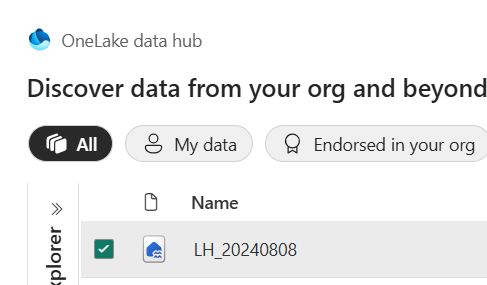 OneLake data hub
Discover data from your org and beyond
All
My data
Endorsed in your org
Name
LH_20240808